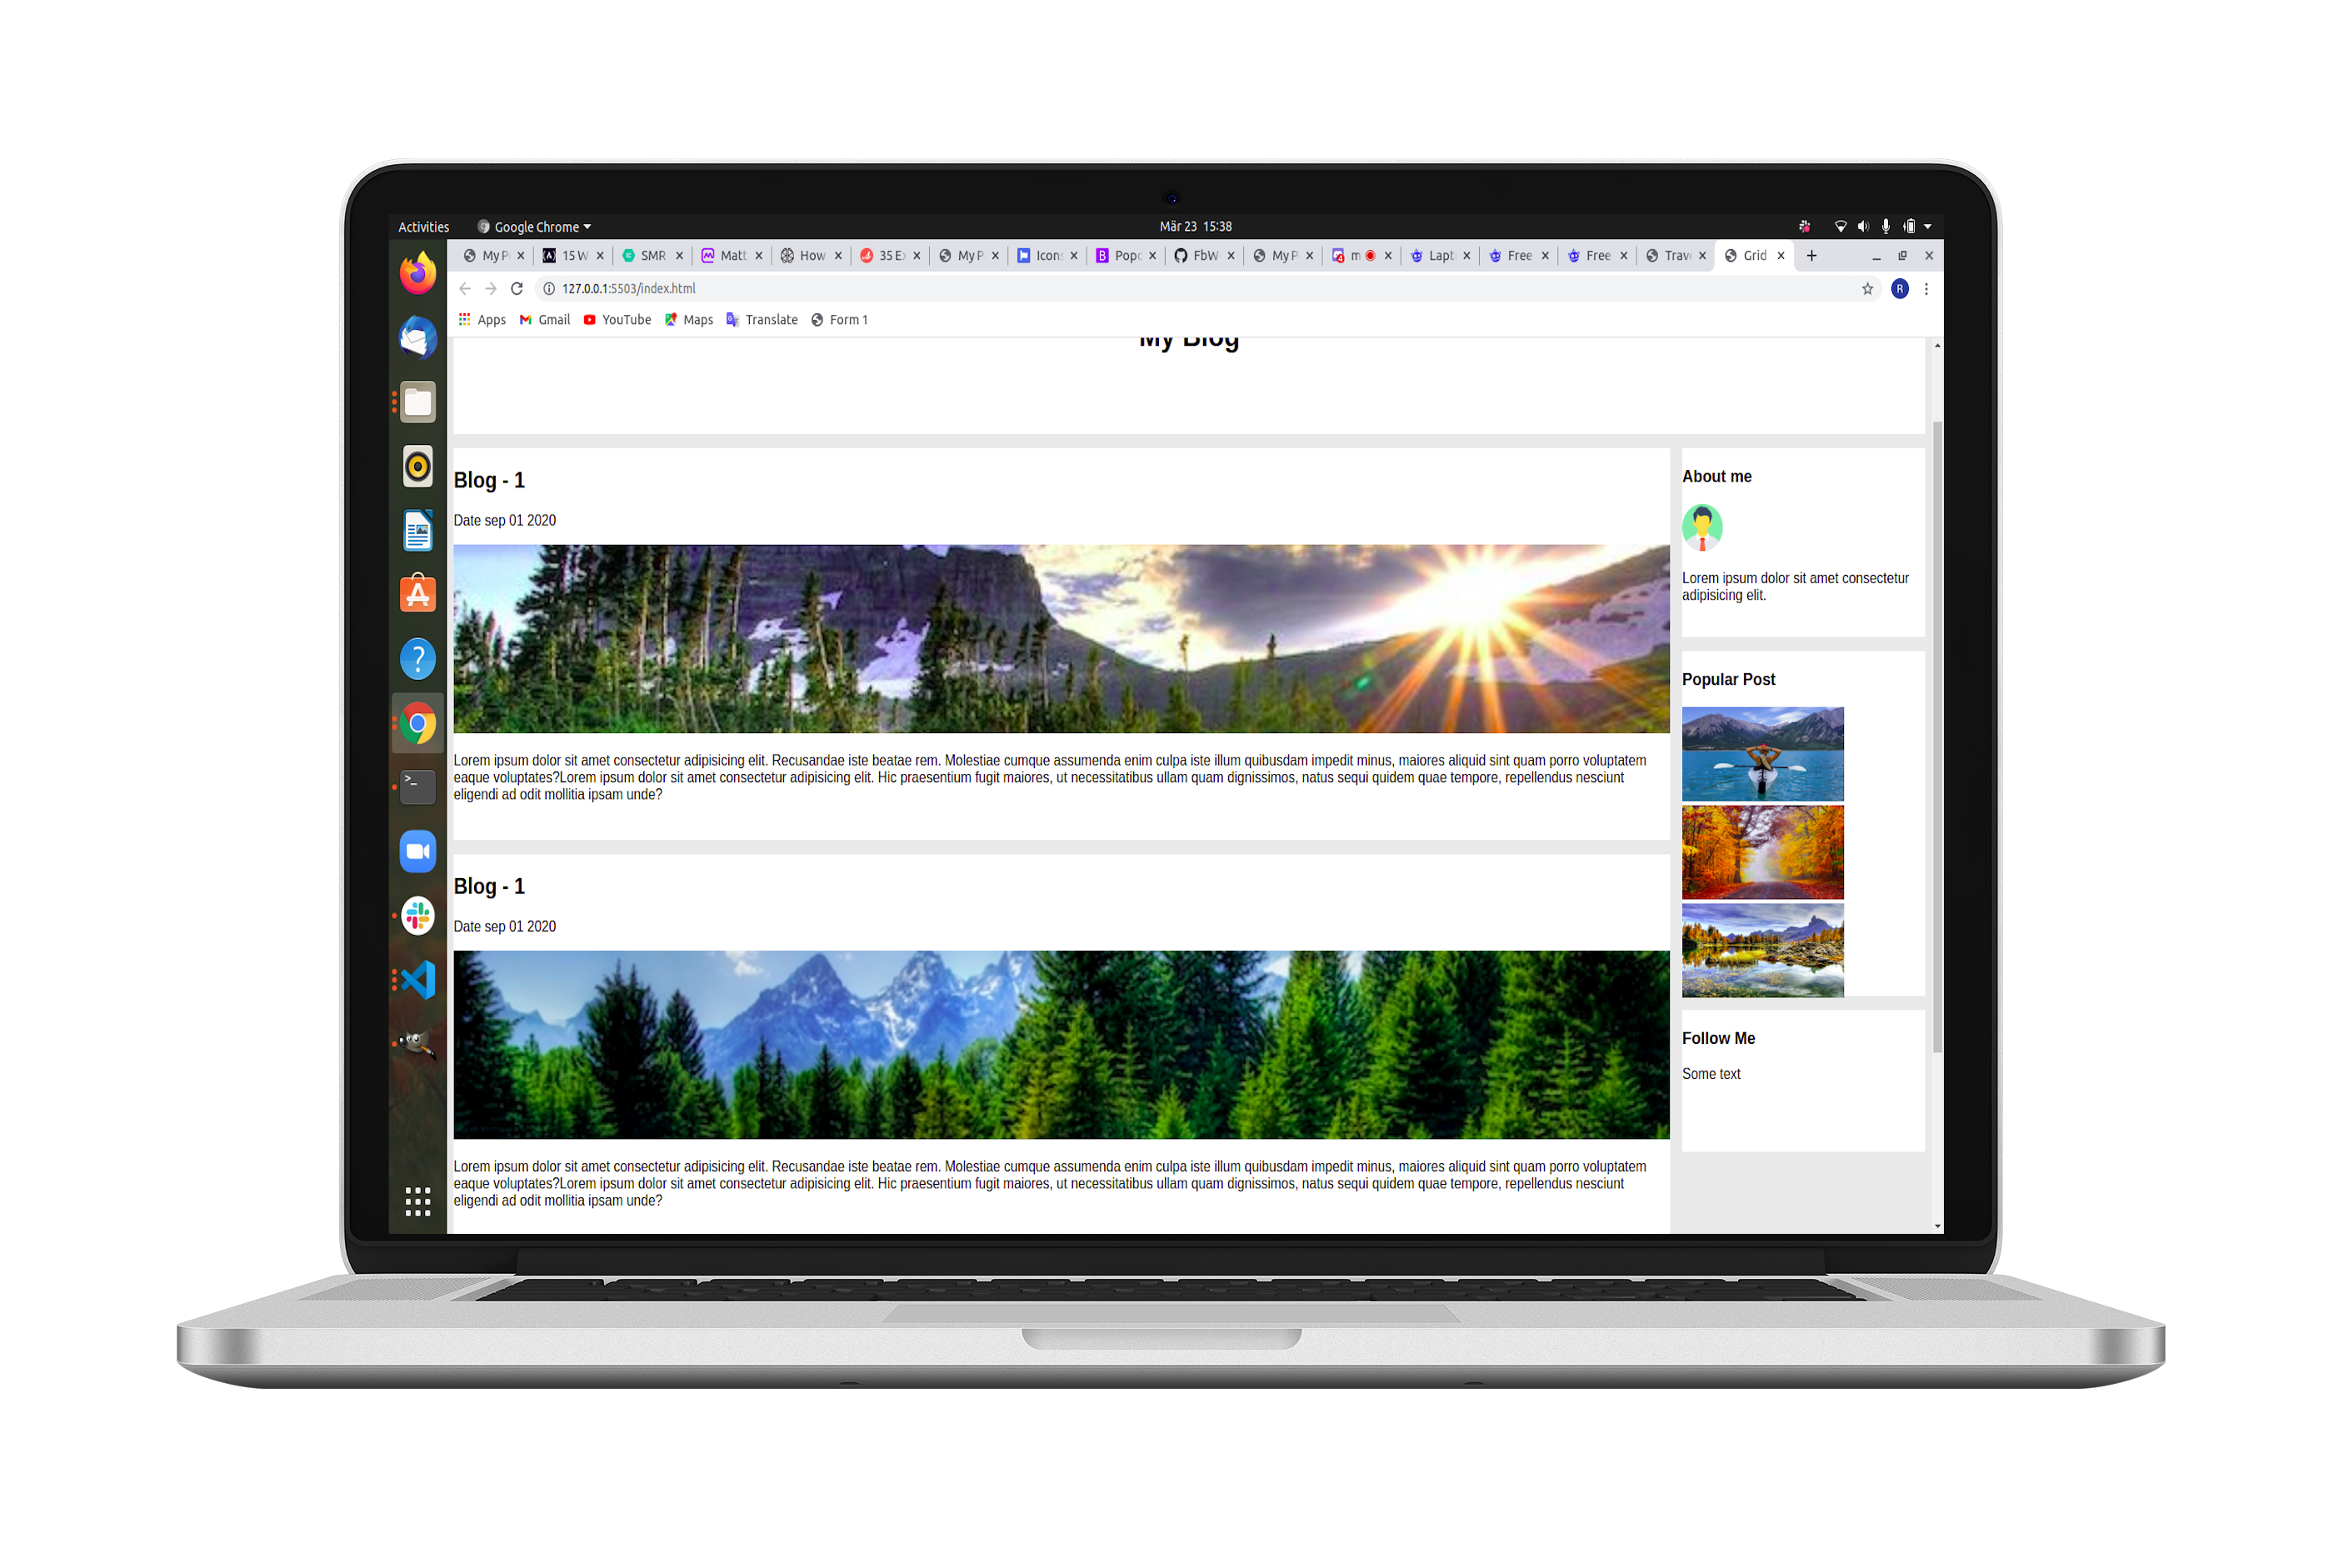 Activities Google Chrome Mär 23 15:38
My P 15 W SMR Matt How 35 E My P Icon Pop FbW My P m Lapt Free Free Trav Grid
127.0.0.1:5503/index.html R
Apps Gmail YouTube Maps Translate Form 1
My Blog
Blog - 1
Date sep 01 2020
Lorem ipsum dolor sit amet consectetur adipisicing elit. Recusandae iste beatae rem. Molestiae cumque assumenda enim culpa iste illum quibusdam impedit minus, maiores aliquid sint quam porro voluptatem
eaque voluptates?Lorem ipsum dolor sit amet consectetur adipisicing elit. Hic praesentium fugit maiores, ut necessitatibus ullam quam dignissimos, natus sequi quidem quae tempore, repellendus nesciunt
eligendi ad odit mollitia ipsam unde?
Blog - 1
Date sep 01 2020
Lorem ipsum dolor sit amet consectetur adipisicing elit. Recusandae iste beatae rem. Molestiae cumque assumenda enim culpa iste illum quibusdam impedit minus, maiores aliquid sint quam porro voluptatem
eaque voluptates?Lorem ipsum dolor sit amet consectetur adipisicing elit. Hic praesentium fugit maiores, ut necessitatibus ullam quam dignissimos, natus sequi quidem quae tempore, repellendus nesciunt
eligendi ad odit mollitia ipsam unde?
About me
Lorem ipsum dolor sit amet consectetur
adipisicing elit.
Popular Post
Follow Me
Some text